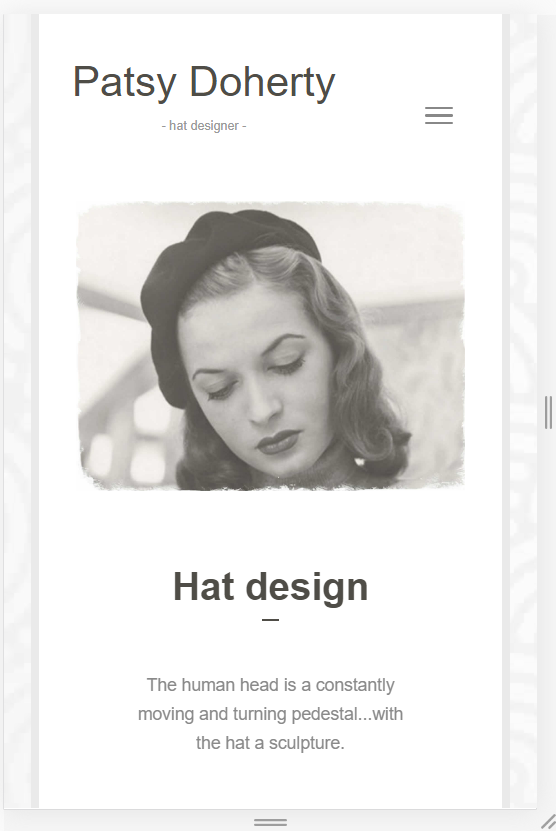 Patsy Doherty
- hat designer -
Hat design
The human head is a constantly
moving and turning pedestal...with
the hat a sculpture.